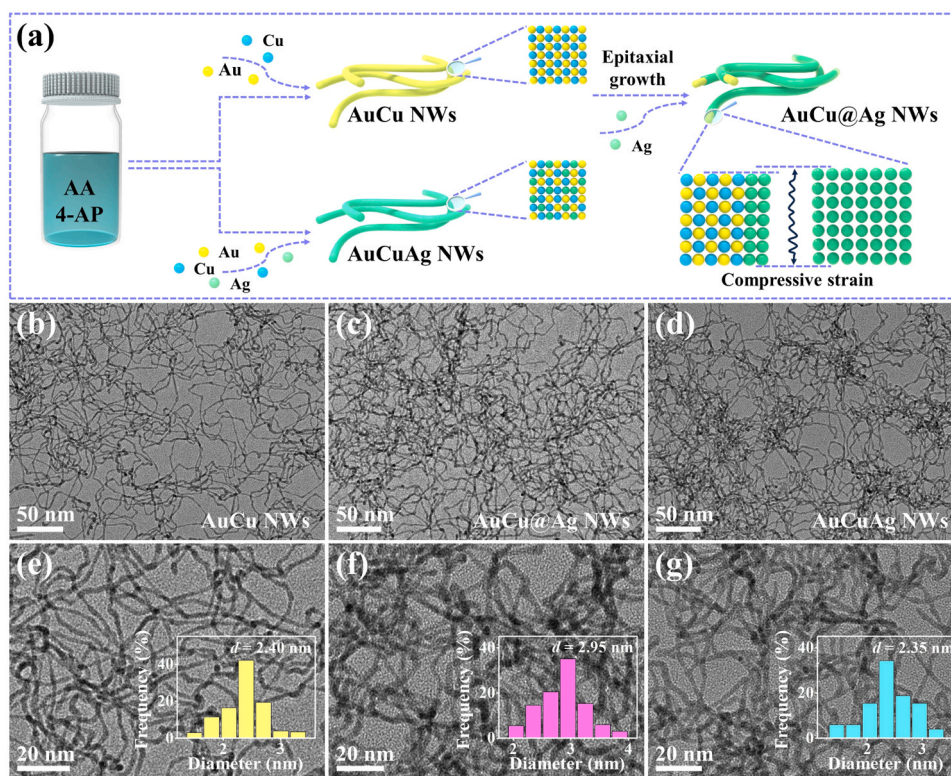 (a)
Cu
Au
AA
4-AP
AuCu NWs
Epitaxial
growth
Ag
AuCu@Ag NWs
Au
Cu
Ag
AuCuAg NWs
Compressive strain
(b)
50 nm
AuCu NWs
(c)
50 nm
AuCu@Ag NWs
(d)
50 nm
AuCuAg NWs
(e)
20 nm
Frequency (%)
d = 2.40 nm
40
20
0
2 3
Diameter (nm)
(f)
20 nm
Frequency (%)
d = 2.95 nm
40
20
0
2 3 4
Diameter (nm)
(g)
20 nm
Frequency (%)
d = 2.35 nm
40
20
0
2 3
Diameter (nm)